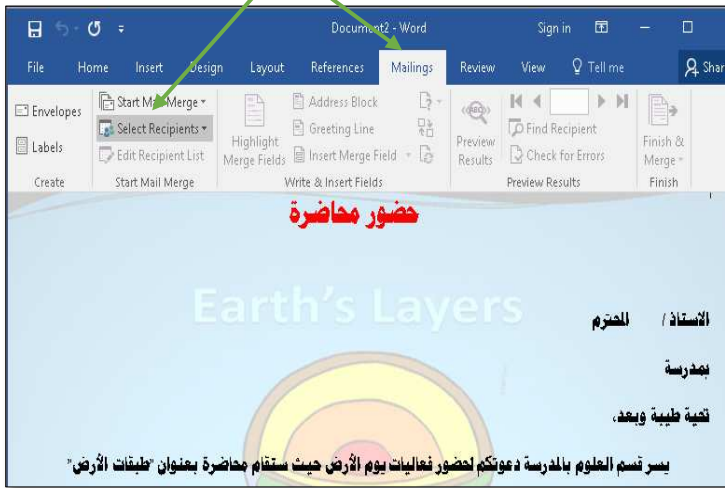 Document2 - Word
Sign in
File Home Insert Design Layout References Mailings Review View Tell me Shar
Envelopes
Labels
Create
Start Mail Merge
Select Recipients
Edit Recipient List
Start Mail Merge
Highlight
Merge Fields
Address Block
Greeting Line
Insert Merge Field
Write & Insert Fields
Preview
Results
Find Recipient
Check for Errors
Preview Results
Finish &
Merge
Finish
حضور محاضرة
Earth's Layers
الاستاذ / المحترم
بمدرسة
تحية طيبة وبعد،
يسر قسم العلوم بالمدرسة دعوتكم لحضور فعاليات يوم الأرض حيث ستقام محاضرة بعنوان "طبقات الأرض"